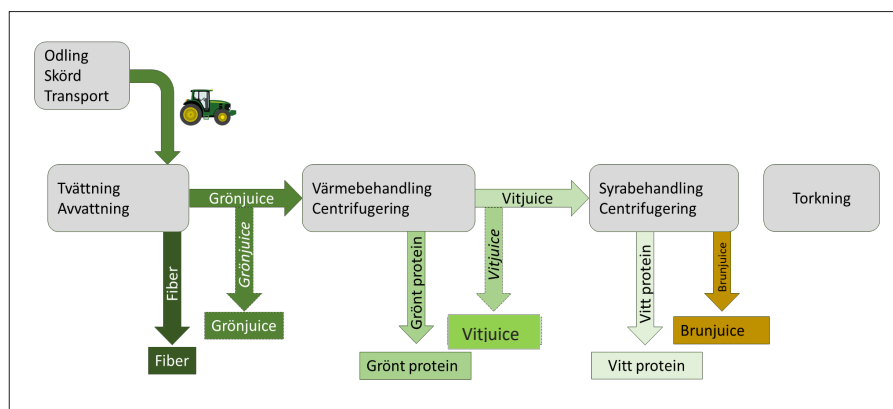 Odling
Skörd
Transport
Tvättning
Avvattning
Grönjuice
Värmebehandling
Centrifugering
Vitjuice
Syrabehandling
Centrifugering
Torkning
Fiber
Grönjuice
Grönt protein
Vitjuice
Vitt protein
Brunjuice
Grönjuice
Vitjuice
Brunjuice
Fiber
Grönt protein
Vitt protein